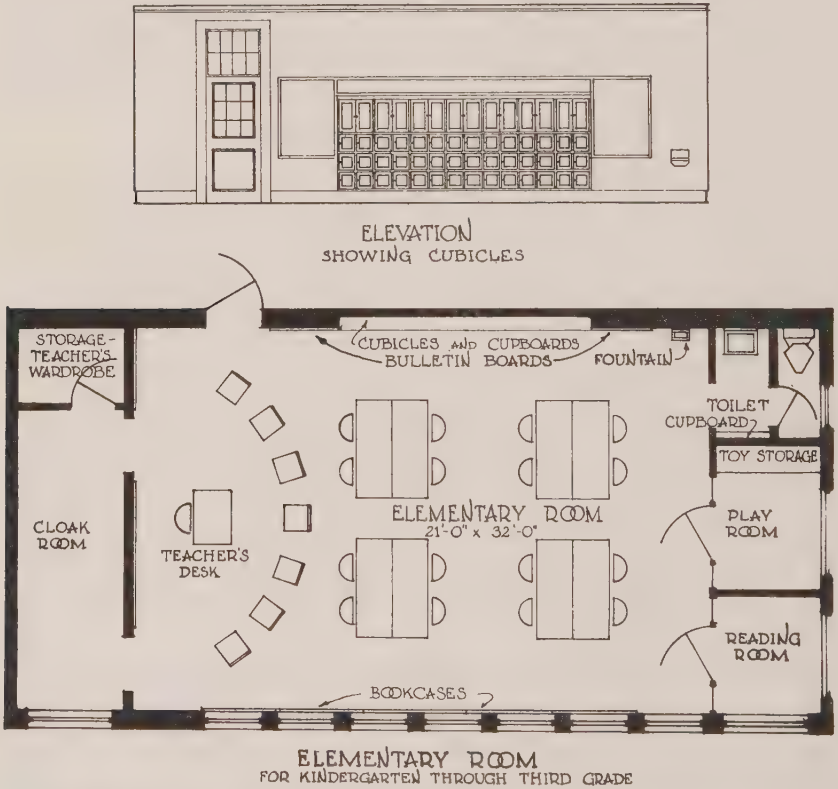 ELEVATION
SHOWING CUBICLES
STORAGE-
TEACHER'S
WARDROBE
CUBICLES AND CUPBOARDS
BULLETIN BOARDS
FOUNTAIN
TOILET
CUPBOARD
TOY STORAGE
CLOAK
ROOM
TEACHER'S
DESK
ELEMENTARY ROOM
21'-0" x 32'-0"
PLAY
ROOM
READING
ROOM
BOOKCASES
ELEMENTARY ROOM
FOR KINDERGARTEN THROUGH THIRD GRADE